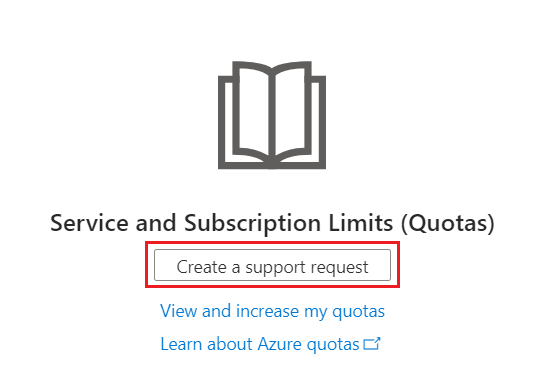 Service and Subscription Limits (Quotas)
Create a support request
View and increase my quotas
Learn about Azure quotas